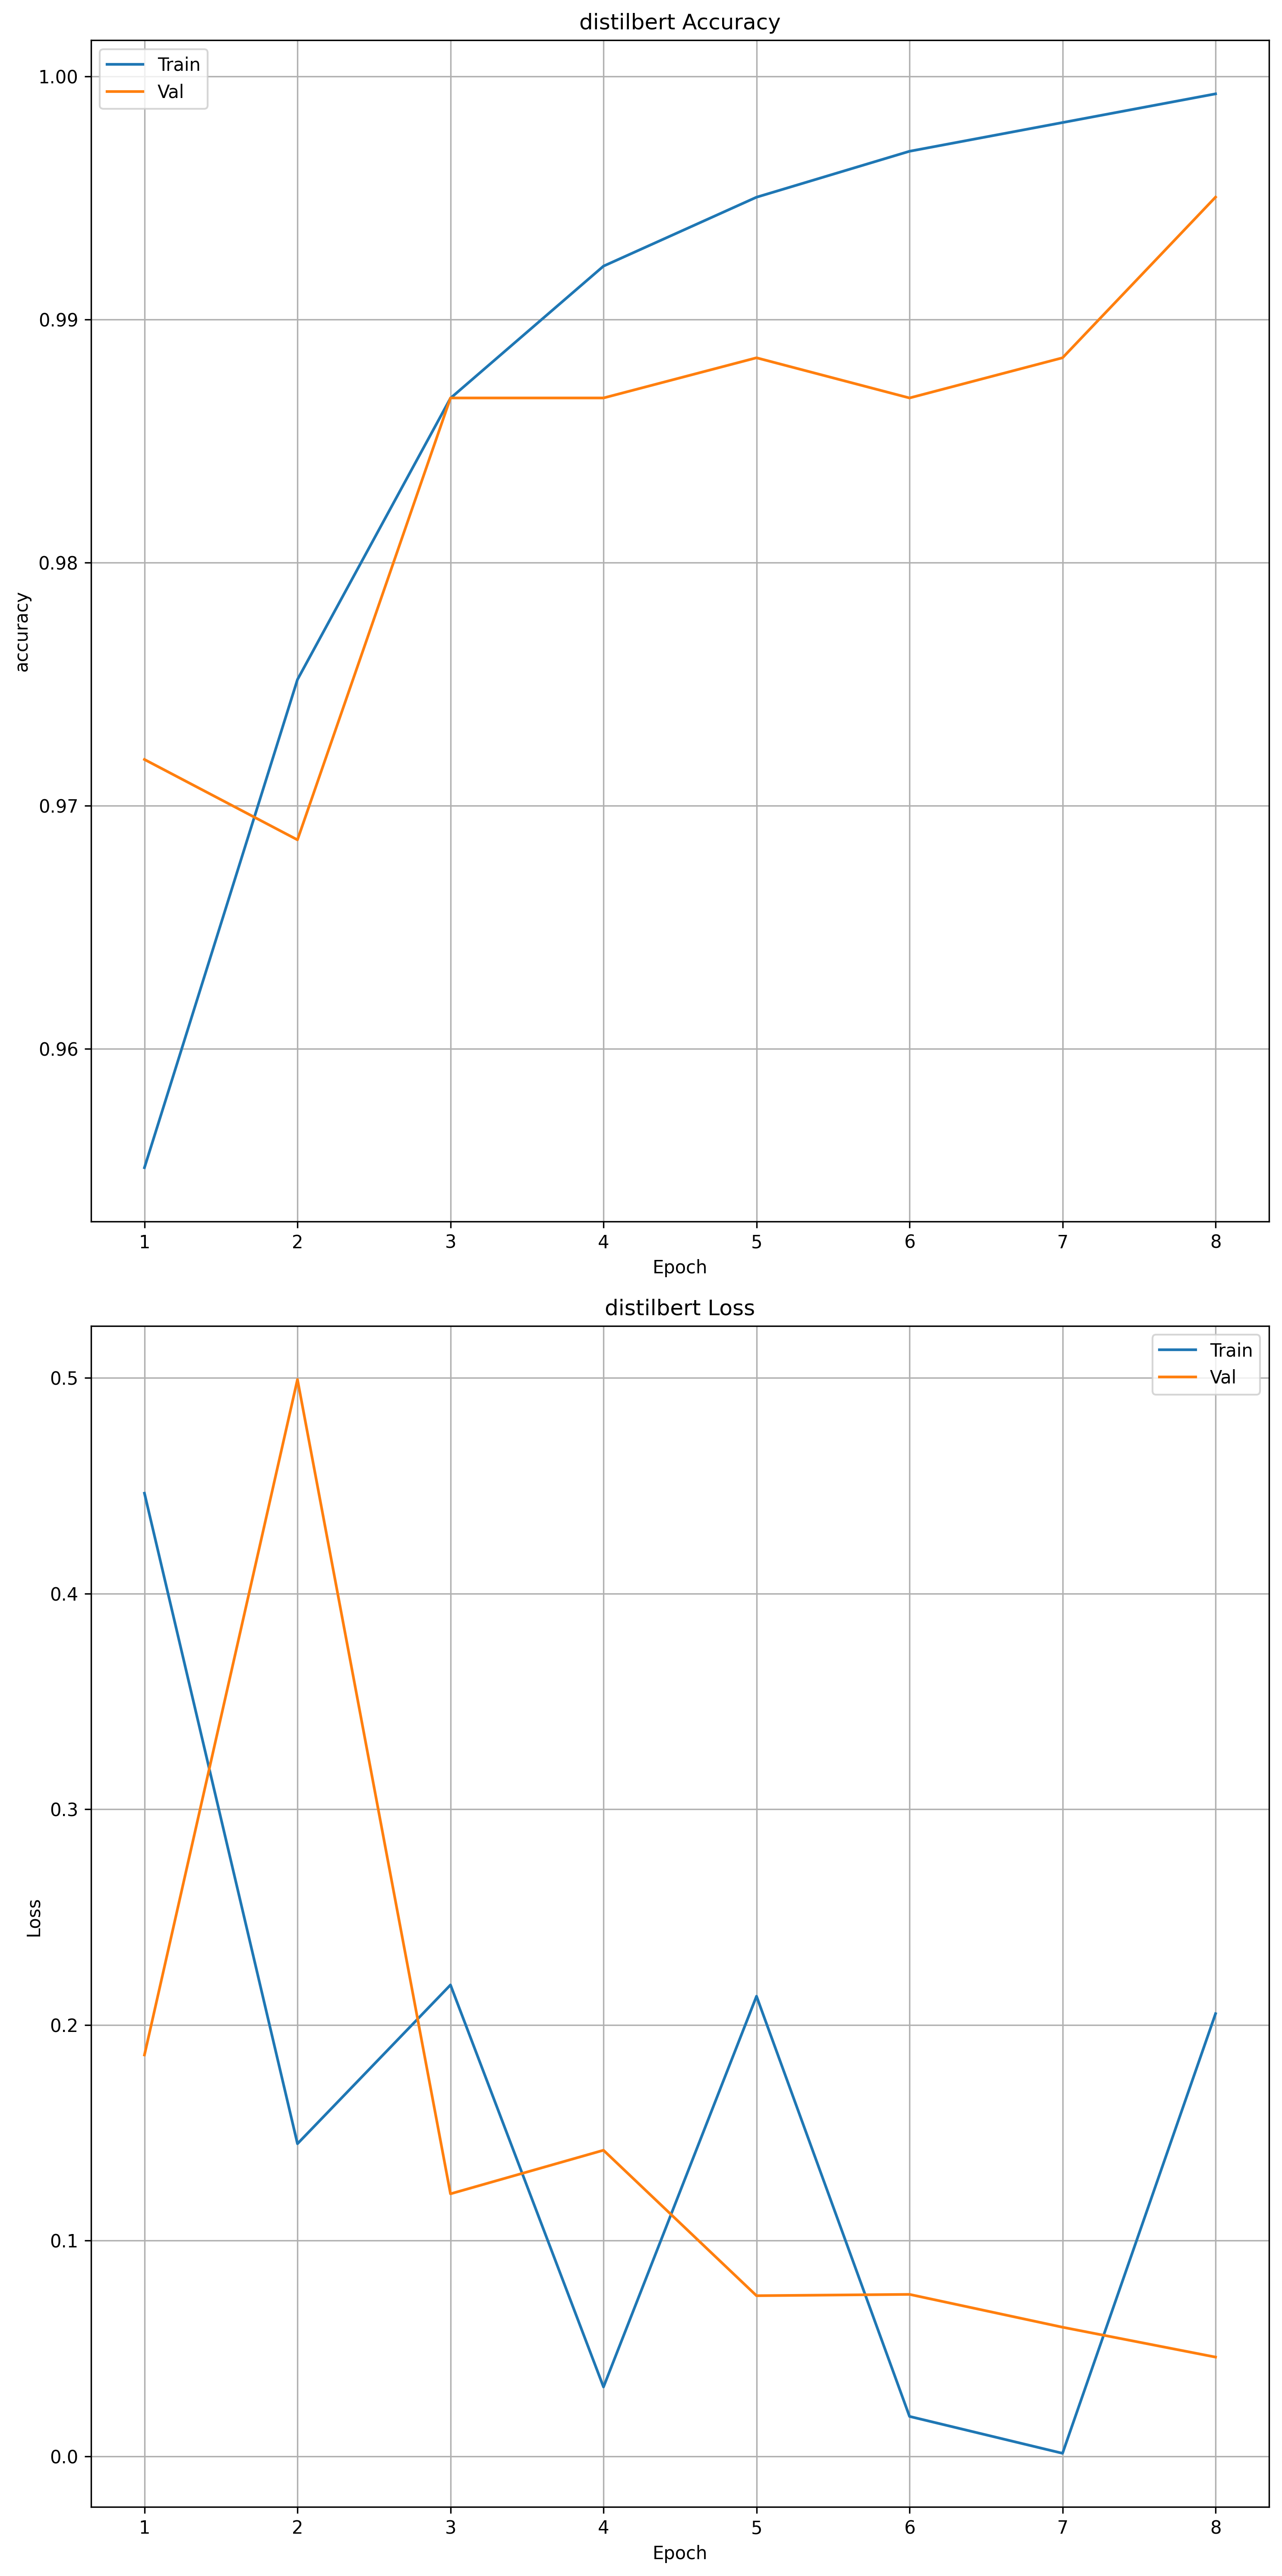 distilbert Accuracy
Train
Val
1.00
0.99
0.98
0.97
0.96
accuracy
1 2 3 4 5 6 7 8
Epoch
distilbert Loss
Train
Val
0.5
0.4
0.3
0.2
0.1
0.0
Loss
1 2 3 4 5 6 7 8
Epoch